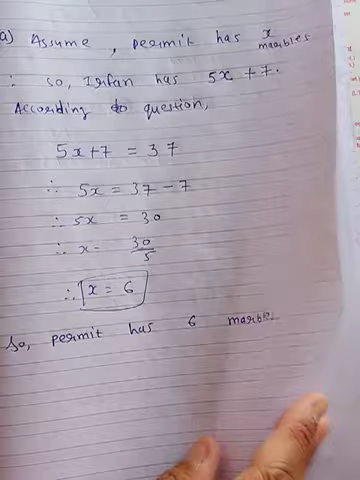 a) Assume, permit has x marbles
∴ so, Irfan has 5x + 7.
According to question,
5x+7 = 37
∴ 5x = 37 - 7
∴ 5x = 30
∴ x = 30/5
∴ x = 6
So, permit has 6 marbles